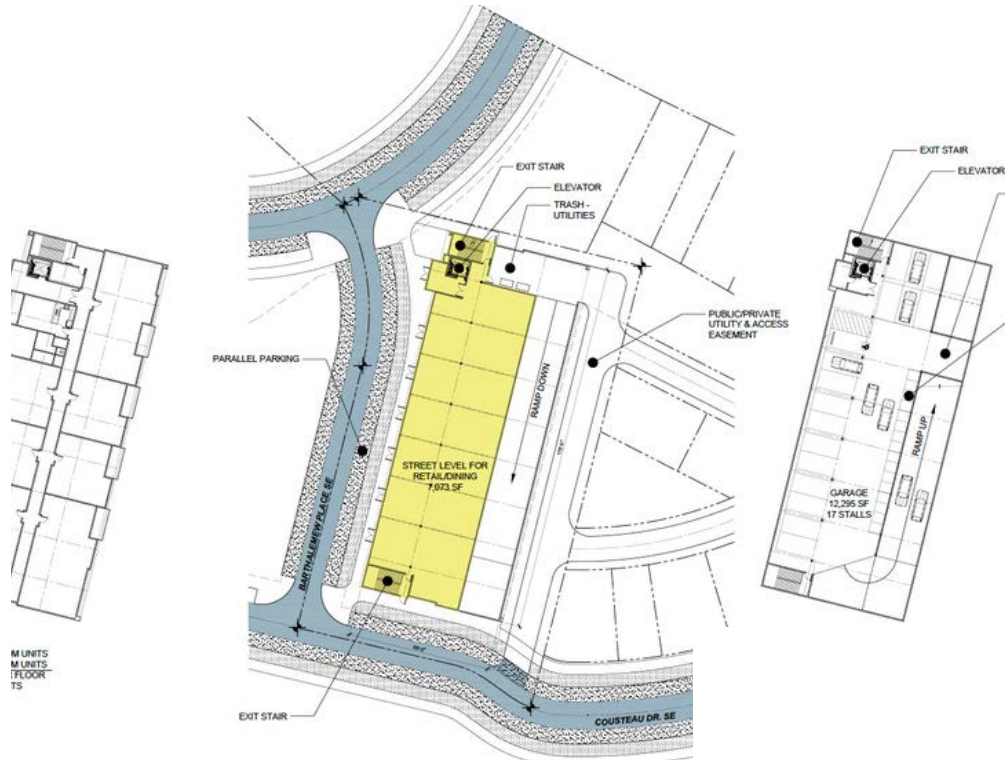 EXIT STAIR
ELEVATOR
TRASH -
UTILITIES
PUBLIC/PRIVATE
UTILITY & ACCESS
EASEMENT
PARALLEL PARKING
RAMP DOWN
STREET LEVEL FOR
RETAIL/DINING
7,073 SF
BARTHALEMEW PLACE SE
EXIT STAIR
COUSTEAU DR. SE
EXIT STAIR
ELEVATOR
RAMP UP
GARAGE
12,295 SF
17 STALLS
M UNITS
M UNITS
FLOOR
TS